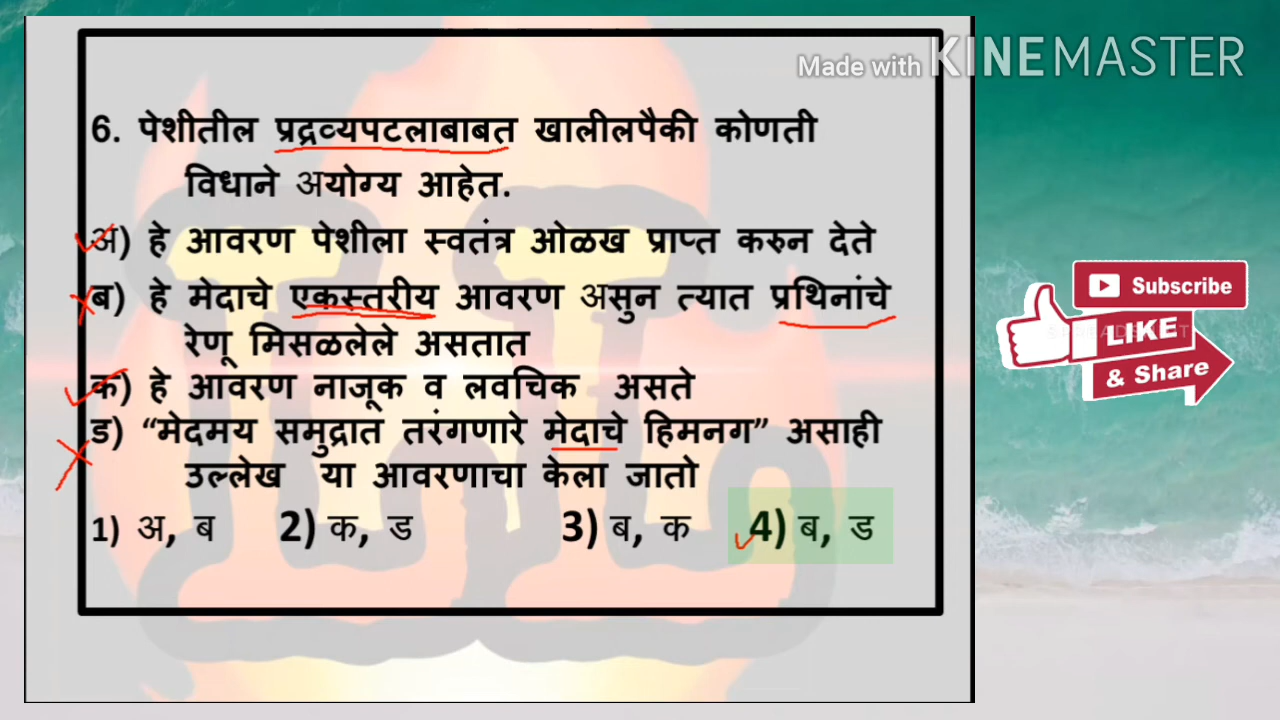 Made with KINEMASTER
6. पेशीतील प्रद्रव्यपटलाबाबत खालीलपैकी कोणती
विधाने अयोग्य आहेत.
अ) हे आवरण पेशीला स्वतंत्र ओळख प्राप्त करुन देते
ब) हे मेदाचे एकस्तरीय आवरण असुन त्यात प्रथिनांचे
रेणू मिसळलेले असतात
क) हे आवरण नाजूक व लवचिक असते
ड) “मेदमय समुद्रात तरंगणारे मेदाचे हिमनग” असाही
उल्लेख या आवरणाचा केला जातो
1) अ, ब 2) क, ड 3) ब, क 4) ब, ड
Subscribe
LIKE
& Share